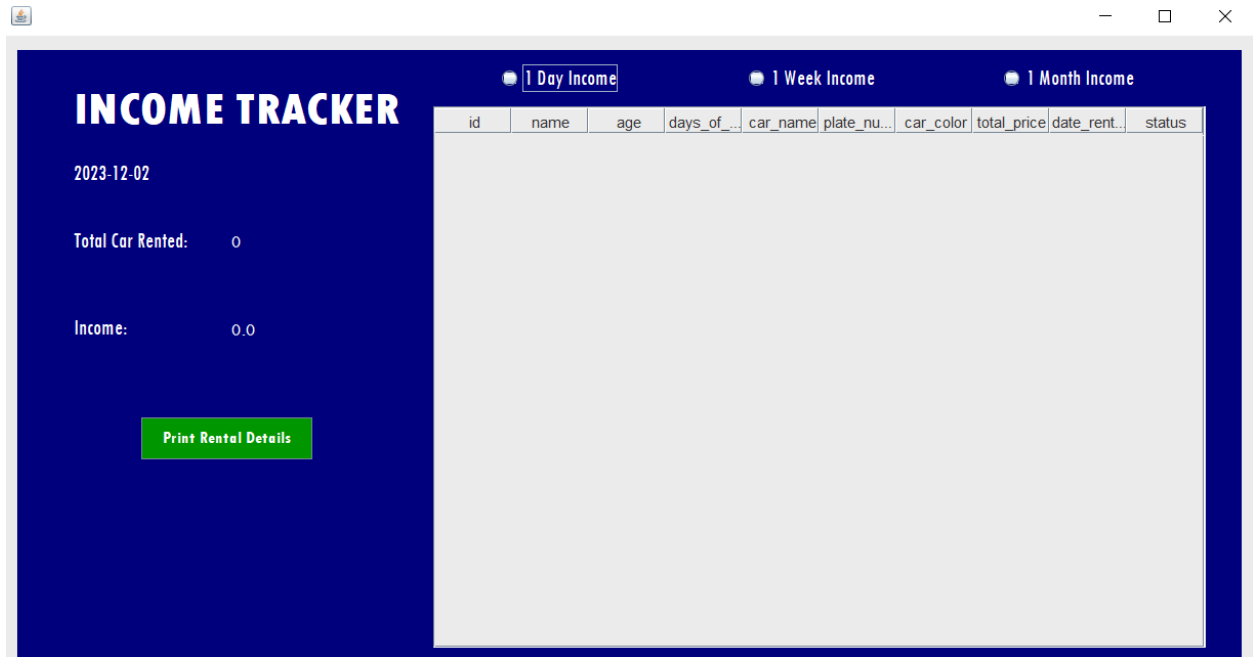 1 Day Income 1 Week Income 1 Month Income
INCOME TRACKER
id name age days_of_... car_name plate_nu... car_color total_price date_rent... status
2023-12-02
Total Car Rented: 0
Income: 0.0
Print Rental Details